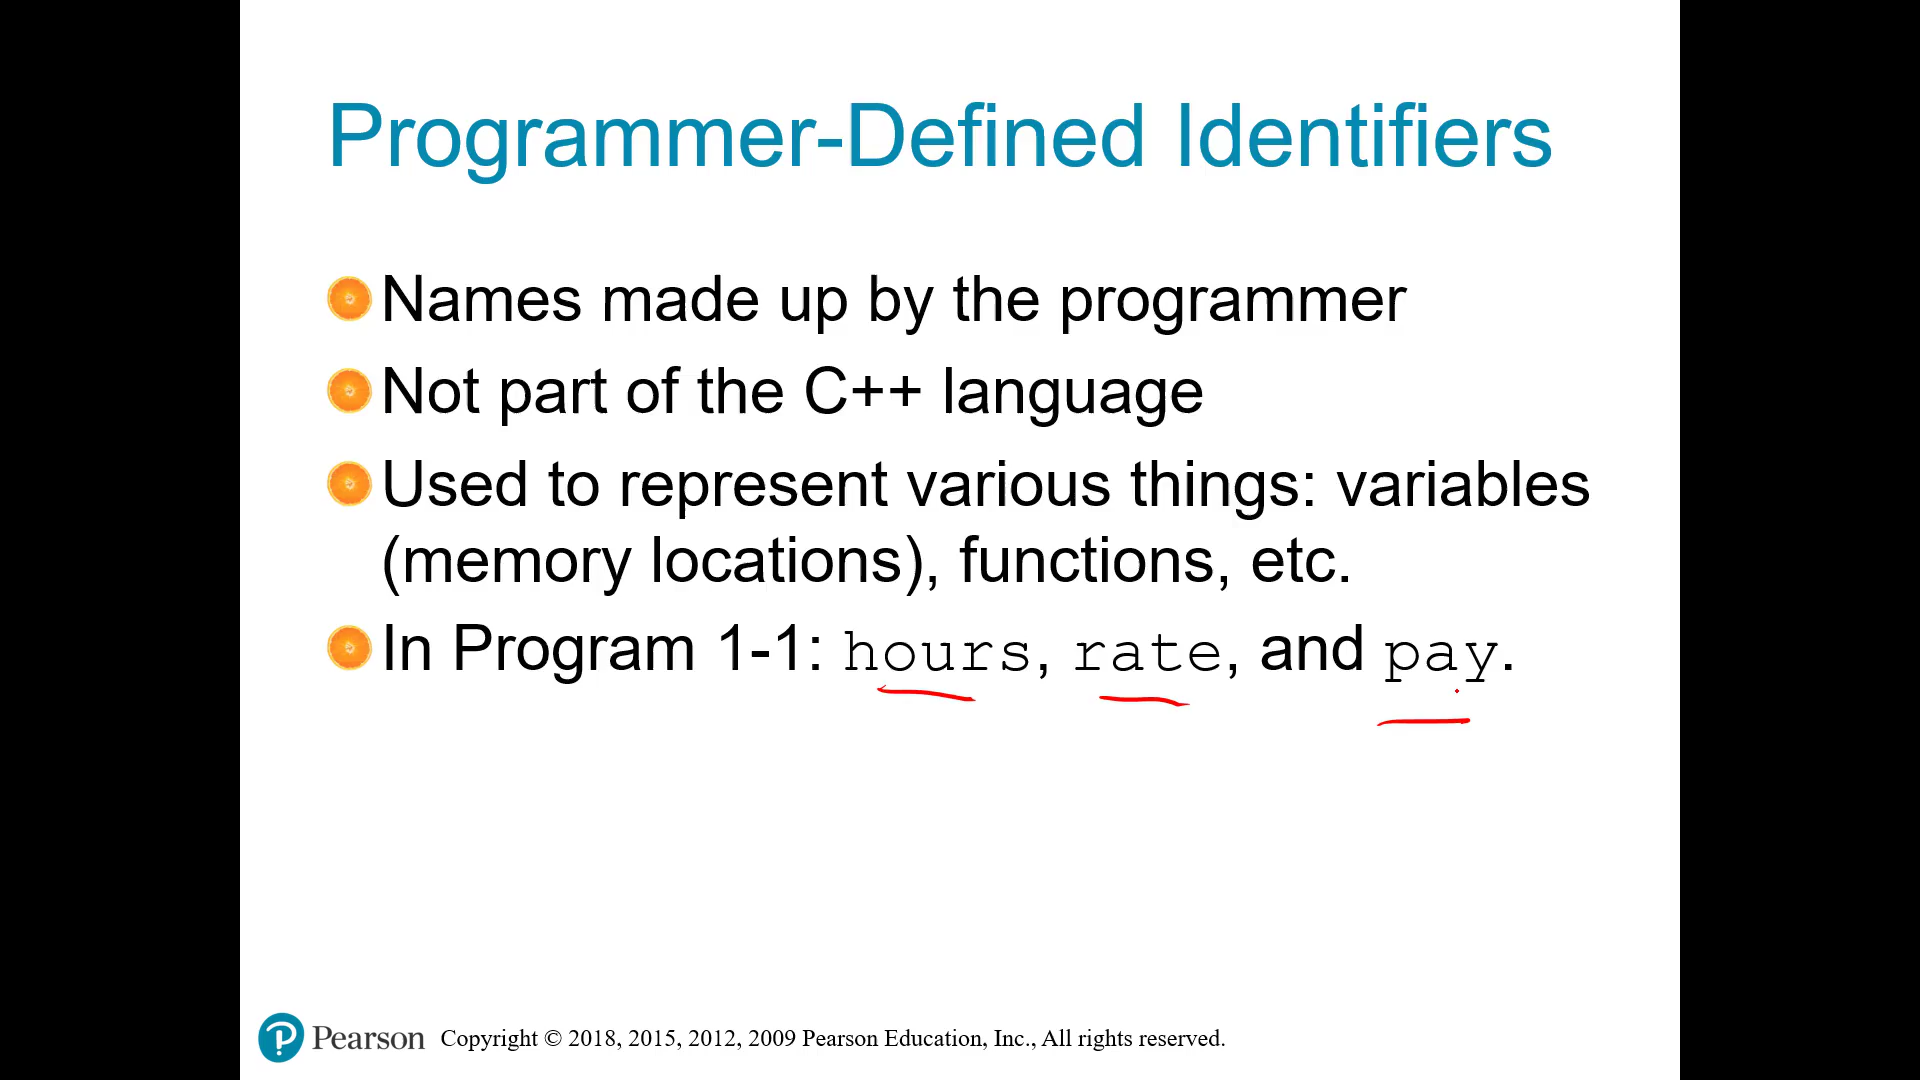 Programmer-Defined Identifiers
Names made up by the programmer
Not part of the C++ language
Used to represent various things: variables
(memory locations), functions, etc.
In Program 1-1: hours, rate, and pay.
Pearson Copyright © 2018, 2015, 2012, 2009 Pearson Education, Inc., All rights reserved.